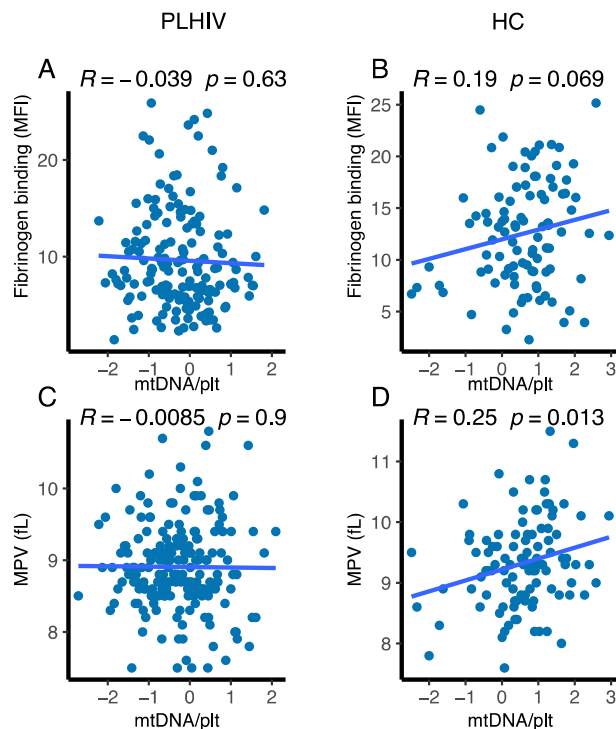 PLHIV HC
A B
R = − 0.039 p = 0.63 R = 0.19 p = 0.069
Fibrinogen binding (MFI)
20
10
−2 −1 0 1 2
mtDNA/plt
Fibrinogen binding (MFI)
25
20
15
10
5
−2 −1 0 1 2 3
mtDNA/plt
C D
R = − 0.0085 p = 0.9 R = 0.25 p = 0.013
MPV (fL)
10
9
8
−2 −1 0 1 2
mtDNA/plt
MPV (fL)
11
10
9
8
−2 −1 0 1 2 3
mtDNA/plt